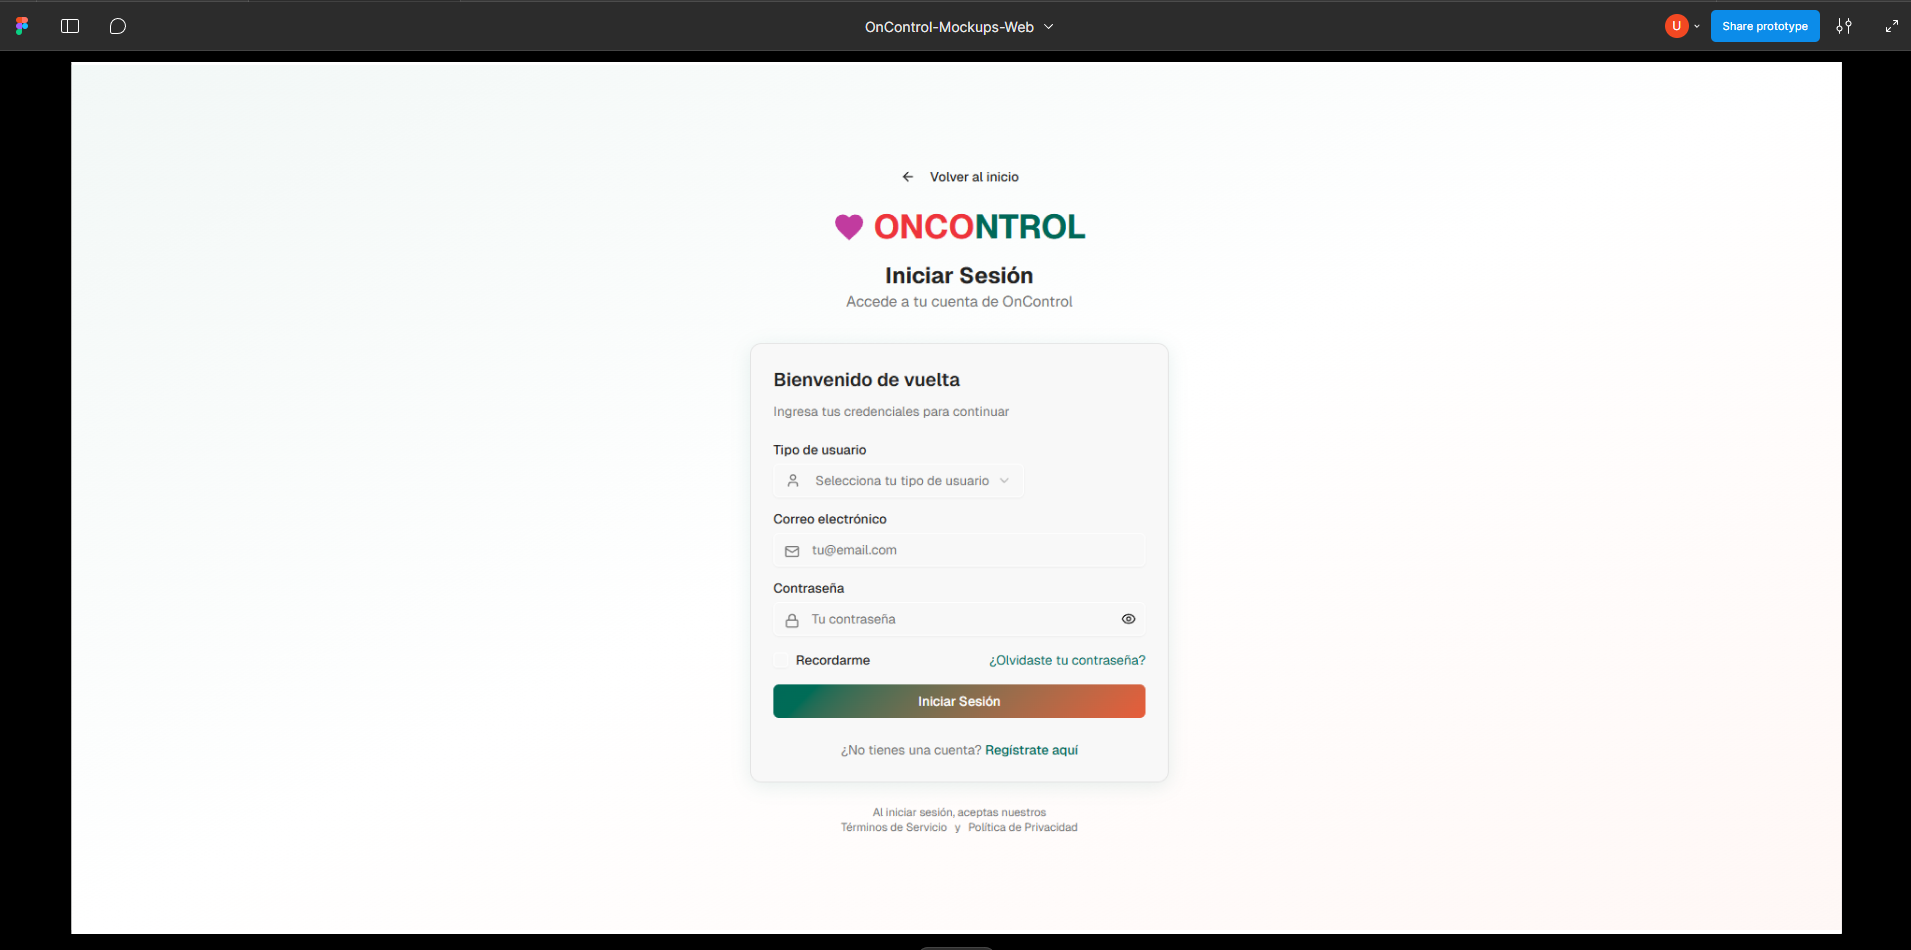 OnControl-Mockups-Web
U
Share prototype
Volver al inicio
ONCONTROL
Iniciar Sesión
Accede a tu cuenta de OnControl
Bienvenido de vuelta
Ingresa tus credenciales para continuar
Tipo de usuario
Selecciona tu tipo de usuario
Correo electrónico
tu@email.com
Contraseña
Tu contraseña
Recordarme
¿Olvidaste tu contraseña?
Iniciar Sesión
¿No tienes una cuenta? Regístrate aquí
Al iniciar sesión, aceptas nuestros
Términos de Servicio y Política de Privacidad